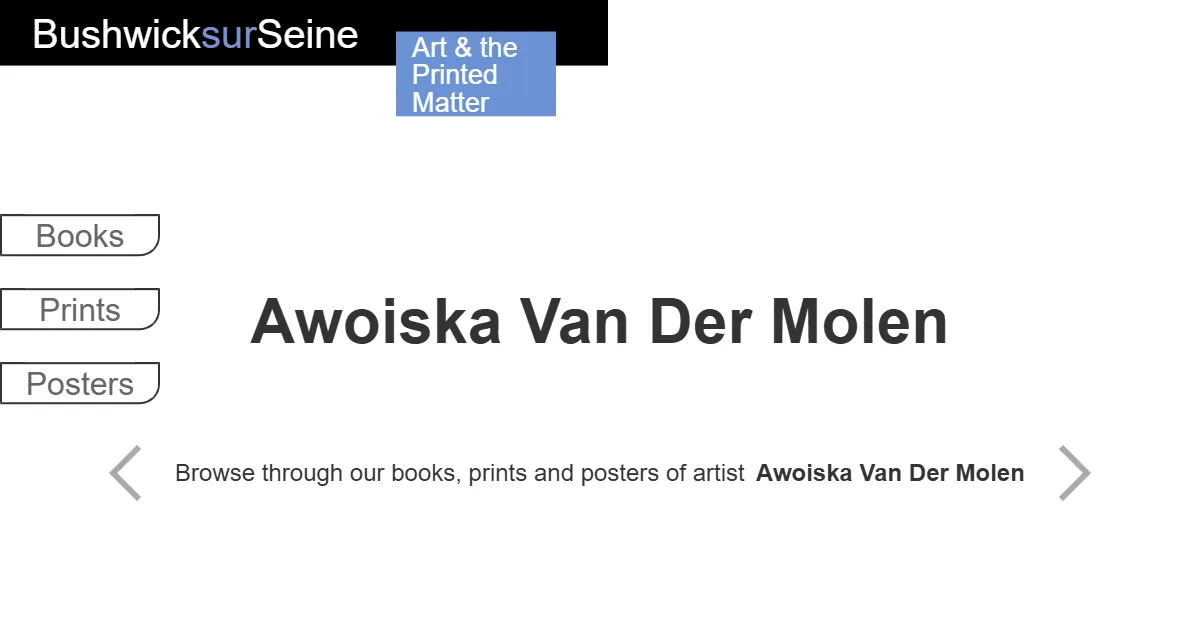 BushwicksurSeine
Art & the
Printed
Matter
Books
Prints
Posters
Awoiska Van Der Molen
Browse through our books, prints and posters of artist Awoiska Van Der Molen